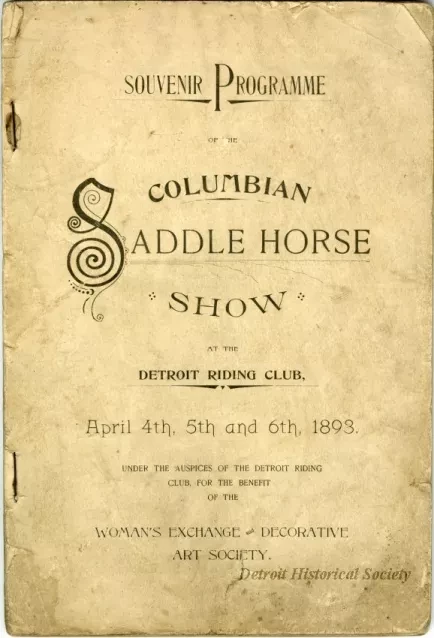 SOUVENIR PROGRAMME
OF THE
COLUMBIAN
SADDLE HORSE
SHOW
AT THE
DETROIT RIDING CLUB,
April 4th, 5th and 6th, 1893.
UNDER THE AUSPICES OF THE DETROIT RIDING
CLUB, FOR THE BENEFIT
OF THE
WOMAN'S EXCHANGE and DECORATIVE
ART SOCIETY.
Detroit Historical Society